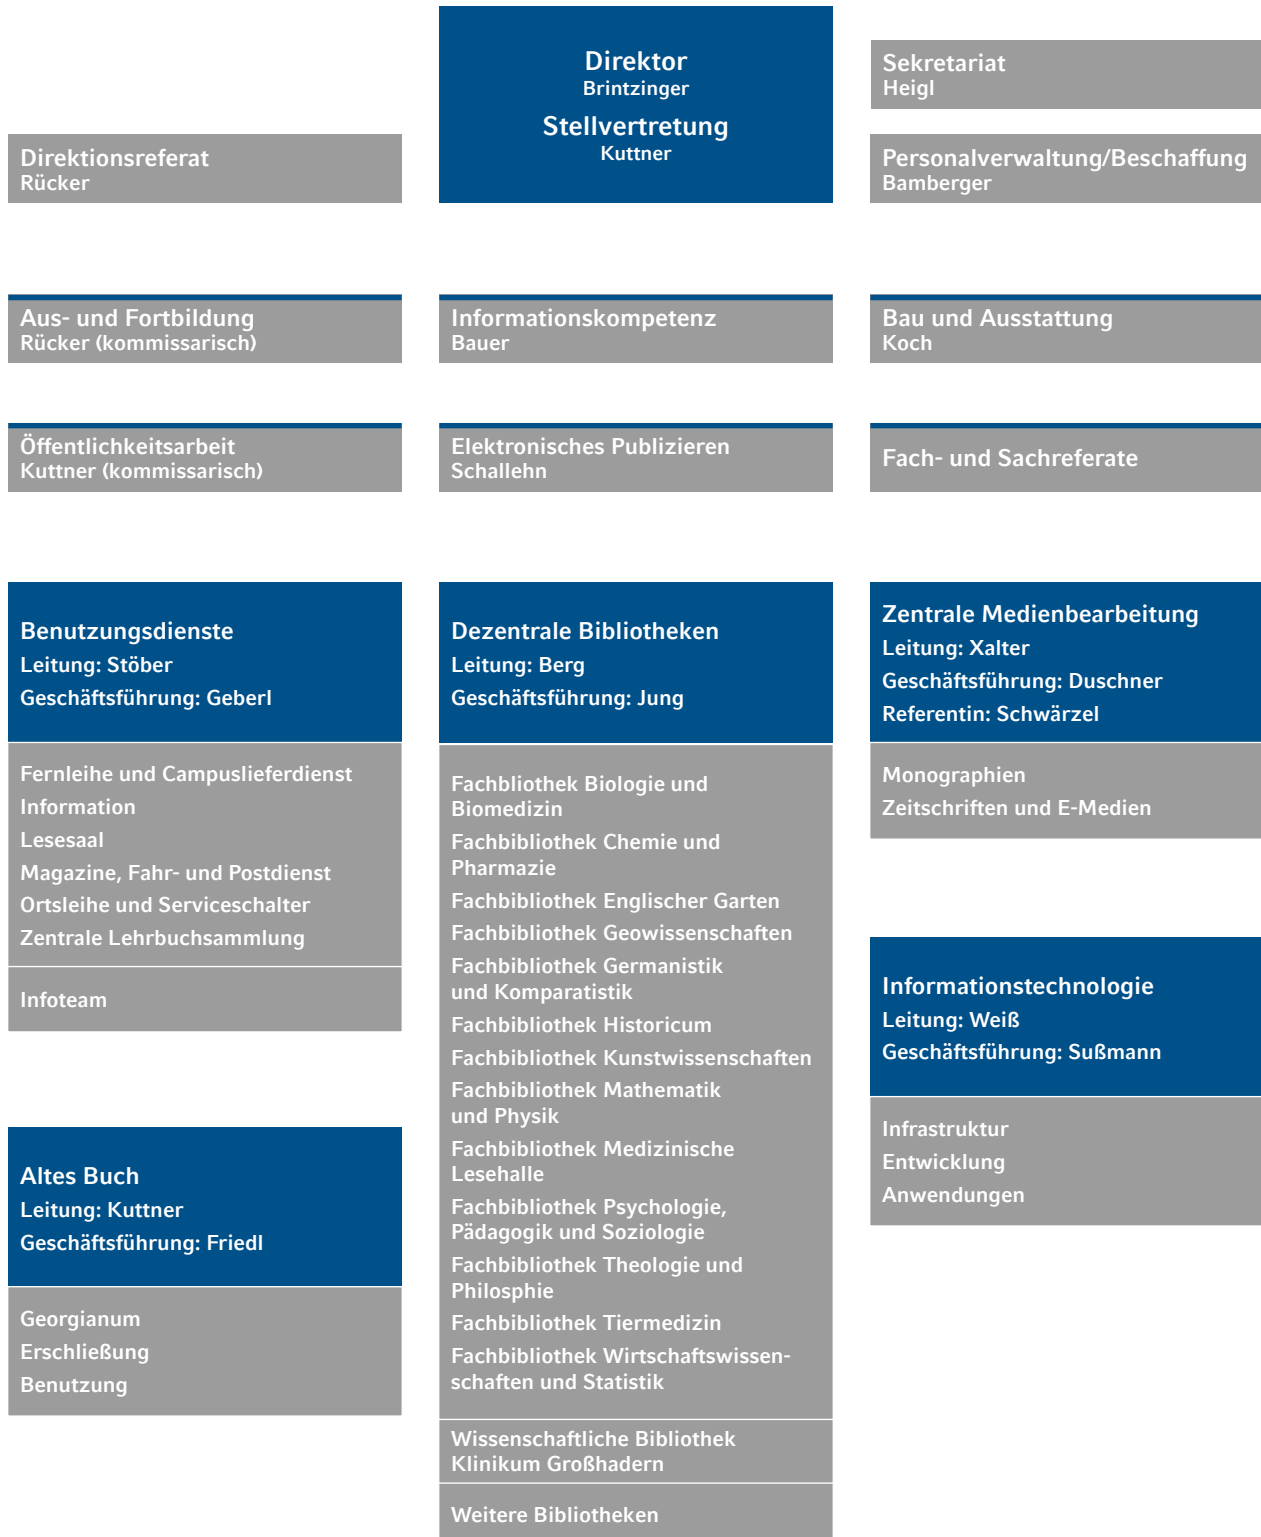 Direktor
Brintzinger
Stellvertretung
Kuttner
Sekretariat
Heigl
Direktionsreferat
Rücker
Personalverwaltung/Beschaffung
Bamberger
Aus- und Fortbildung
Rücker (kommissarisch)
Informationskompetenz
Bauer
Bau und Ausstattung
Koch
Öffentlichkeitsarbeit
Kuttner (kommissarisch)
Elektronisches Publizieren
Schallehn
Fach- und Sachreferate
Benutzungsdienste
Leitung: Stöber
Geschäftsführung: Geberl
Fernleihe und Campuslieferdienst
Information
Lesesaal
Magazine, Fahr- und Postdienst
Ortsleihe und Serviceschalter
Zentrale Lehrbuchsammlung
Infoteam
Altes Buch
Leitung: Kuttner
Geschäftsführung: Friedl
Georgianum
Erschließung
Benutzung
Dezentrale Bibliotheken
Leitung: Berg
Geschäftsführung: Jung
Fachbliothek Biologie und
Biomedizin
Fachbibliothek Chemie und
Pharmazie
Fachbibliothek Englischer Garten
Fachbibliothek Geowissenschaften
Fachbibliothek Germanistik
und Komparatistik
Fachbibliothek Historicum
Fachbibliothek Kunstwissenschaften
Fachbibliothek Mathematik
und Physik
Fachbibliothek Medizinische
Lesehalle
Fachbibliothek Psychologie,
Pädagogik und Soziologie
Fachbibliothek Theologie und
Philosphie
Fachbibliothek Tiermedizin
Fachbibliothek Wirtschaftswissen-
schaften und Statistik
Wissenschaftliche Bibliothek
Klinikum Großhadern
Weitere Bibliotheken
Zentrale Medienbearbeitung
Leitung: Xalter
Geschäftsführung: Duschner
Referentin: Schwärzel
Monographien
Zeitschriften und E-Medien
Informationstechnologie
Leitung: Weiß
Geschäftsführung: Sußmann
Infrastruktur
Entwicklung
Anwendungen